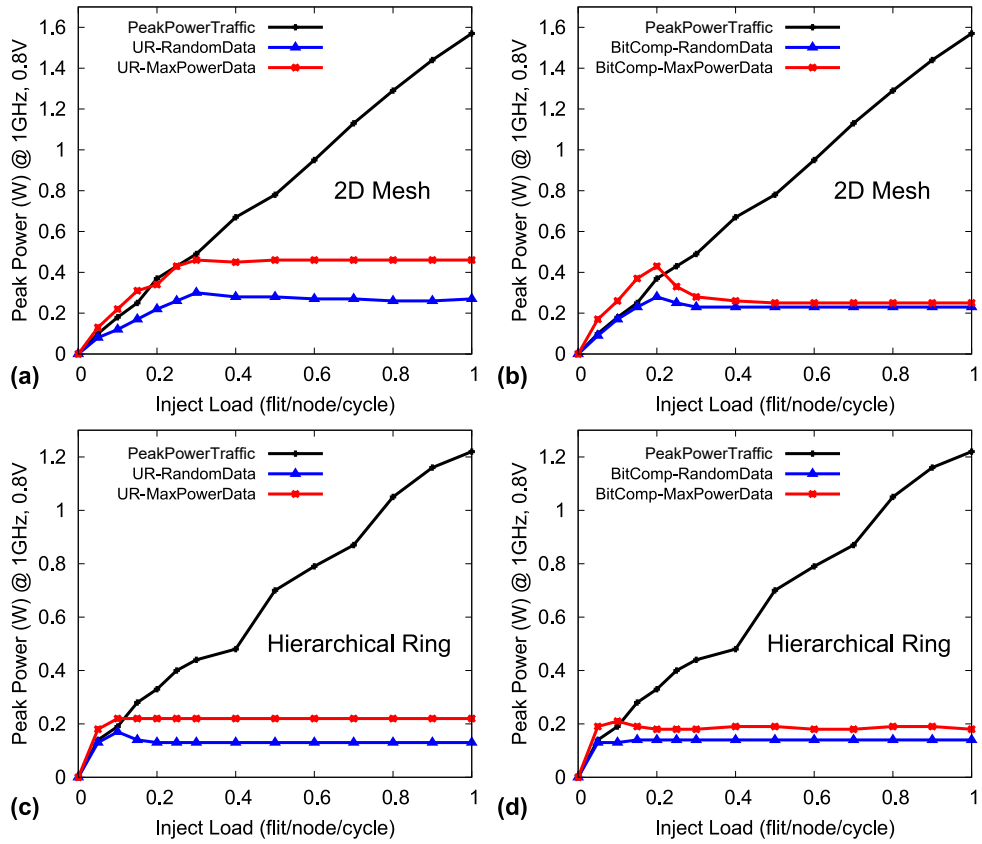 PeakPowerTraffic
UR-RandomData
UR-MaxPowerData
2D Mesh
Peak Power (W) @ 1GHz, 0.8V
0
0.2
0.4
0.6
0.8
1
1.2
1.4
1.6
0 0.2 0.4 0.6 0.8 1
Inject Load (flit/node/cycle)
(a)
PeakPowerTraffic
BitComp-RandomData
BitComp-MaxPowerData
2D Mesh
Peak Power (W) @ 1GHz, 0.8V
0
0.2
0.4
0.6
0.8
1
1.2
1.4
1.6
0 0.2 0.4 0.6 0.8 1
Inject Load (flit/node/cycle)
(b)
PeakPowerTraffic
UR-RandomData
UR-MaxPowerData
Hierarchical Ring
Peak Power (W) @ 1GHz, 0.8V
0
0.2
0.4
0.6
0.8
1
1.2
0 0.2 0.4 0.6 0.8 1
Inject Load (flit/node/cycle)
(c)
PeakPowerTraffic
BitComp-RandomData
BitComp-MaxPowerData
Hierarchical Ring
Peak Power (W) @ 1GHz, 0.8V
0
0.2
0.4
0.6
0.8
1
1.2
0 0.2 0.4 0.6 0.8 1
Inject Load (flit/node/cycle)
(d)